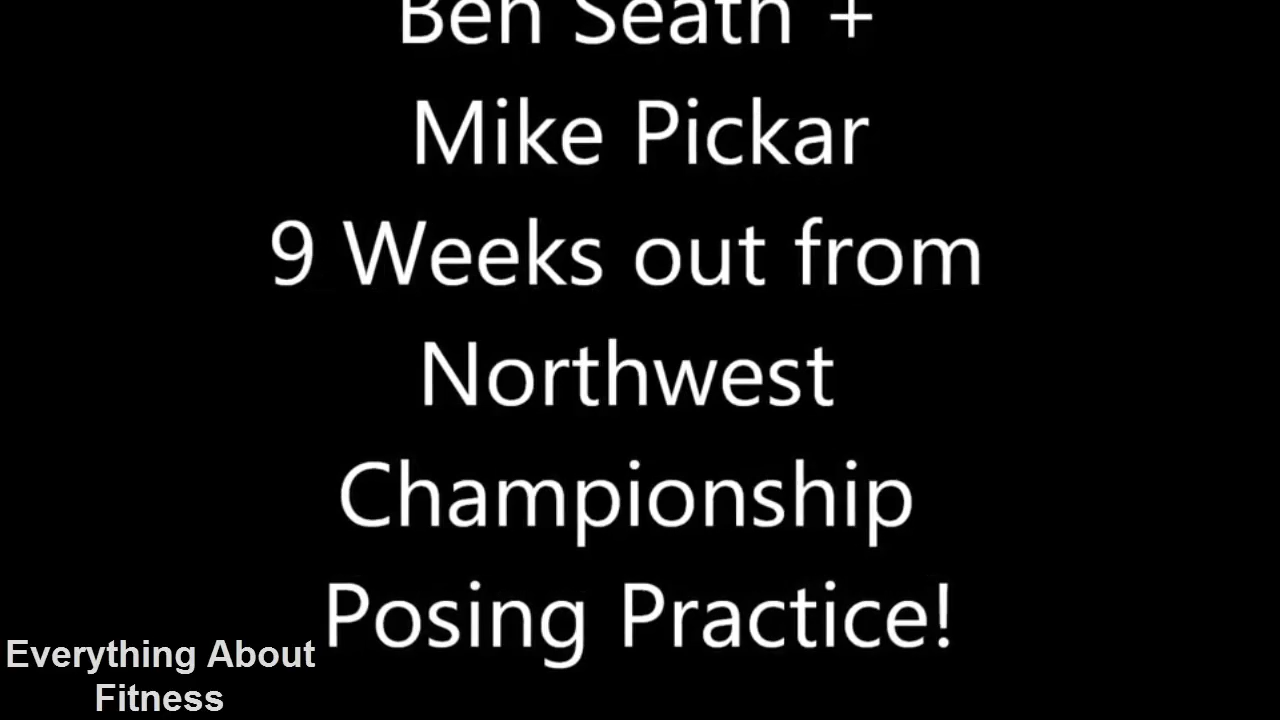 Ben Seath +
Mike Pickar
9 Weeks out from
Northwest
Championship
Posing Practice!
Everything About
Fitness